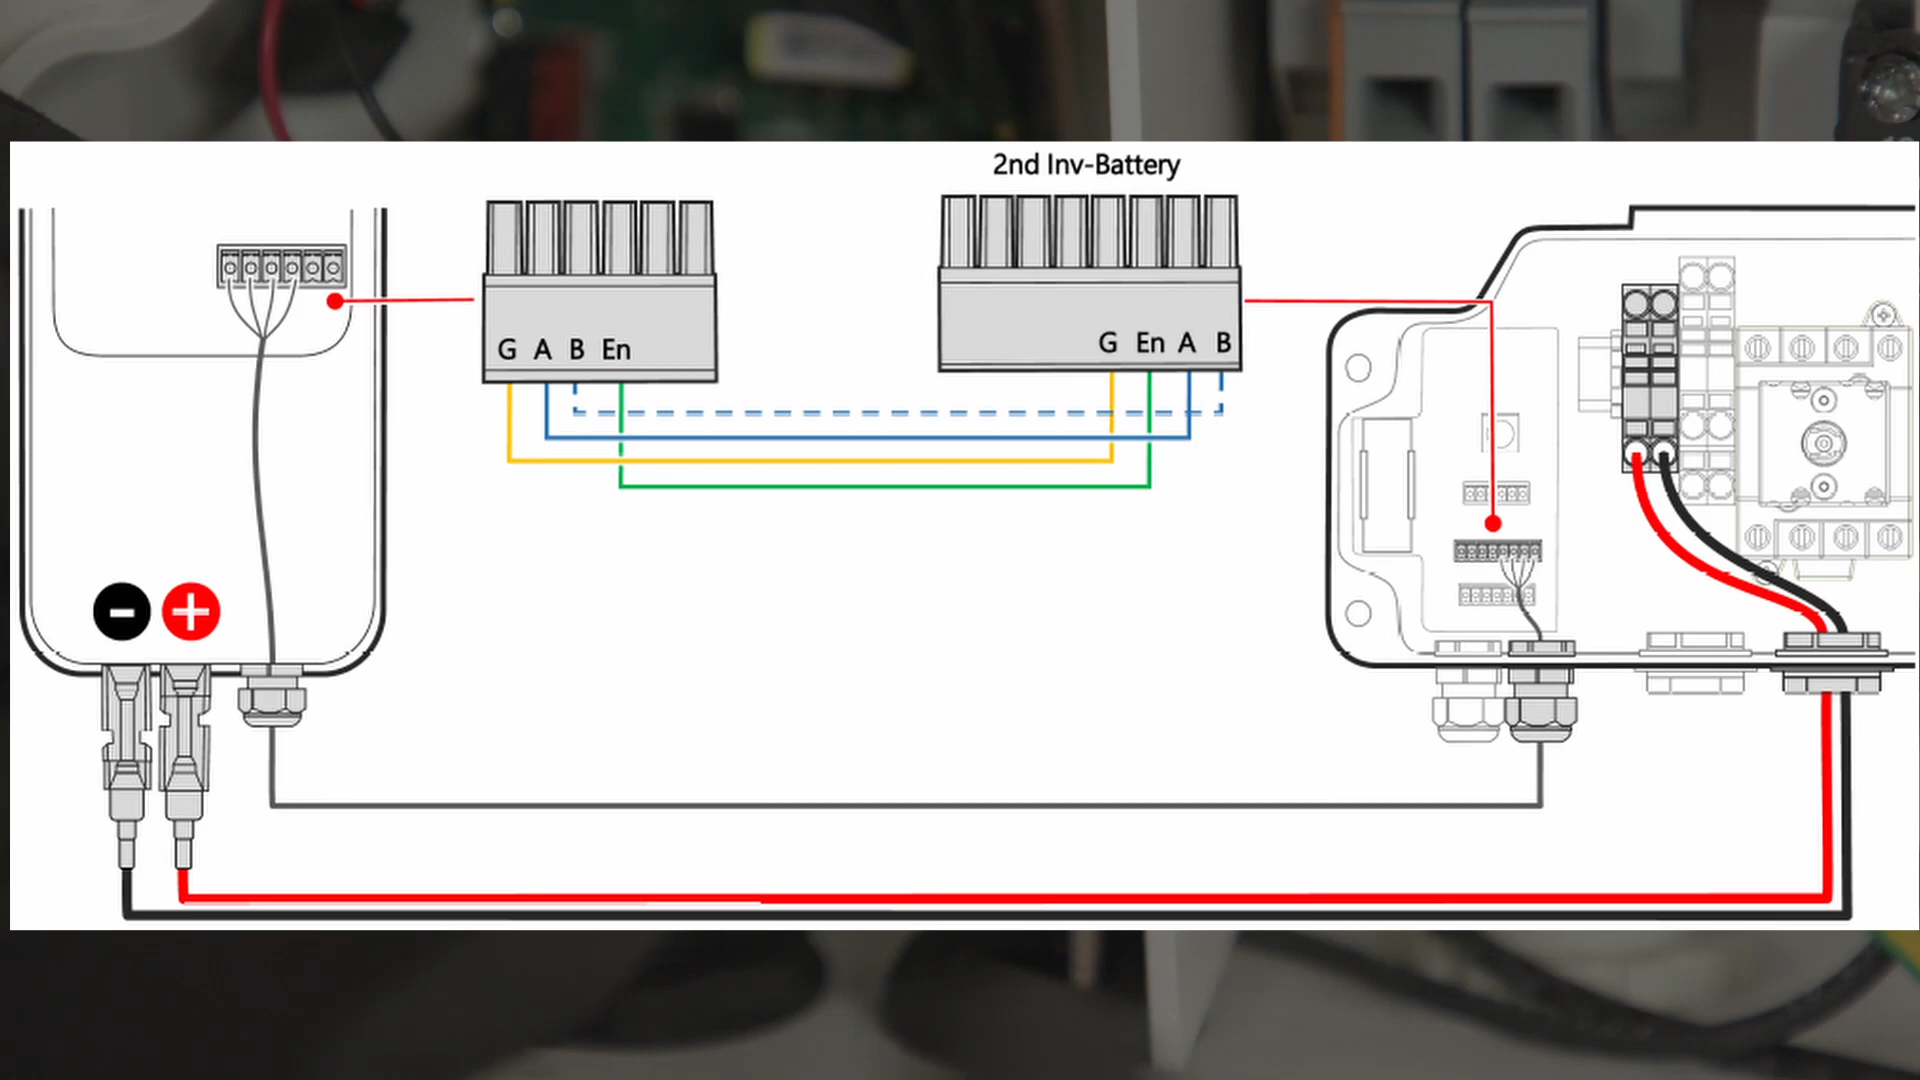 2nd Inv-Battery
G A B En
G En A B
- +